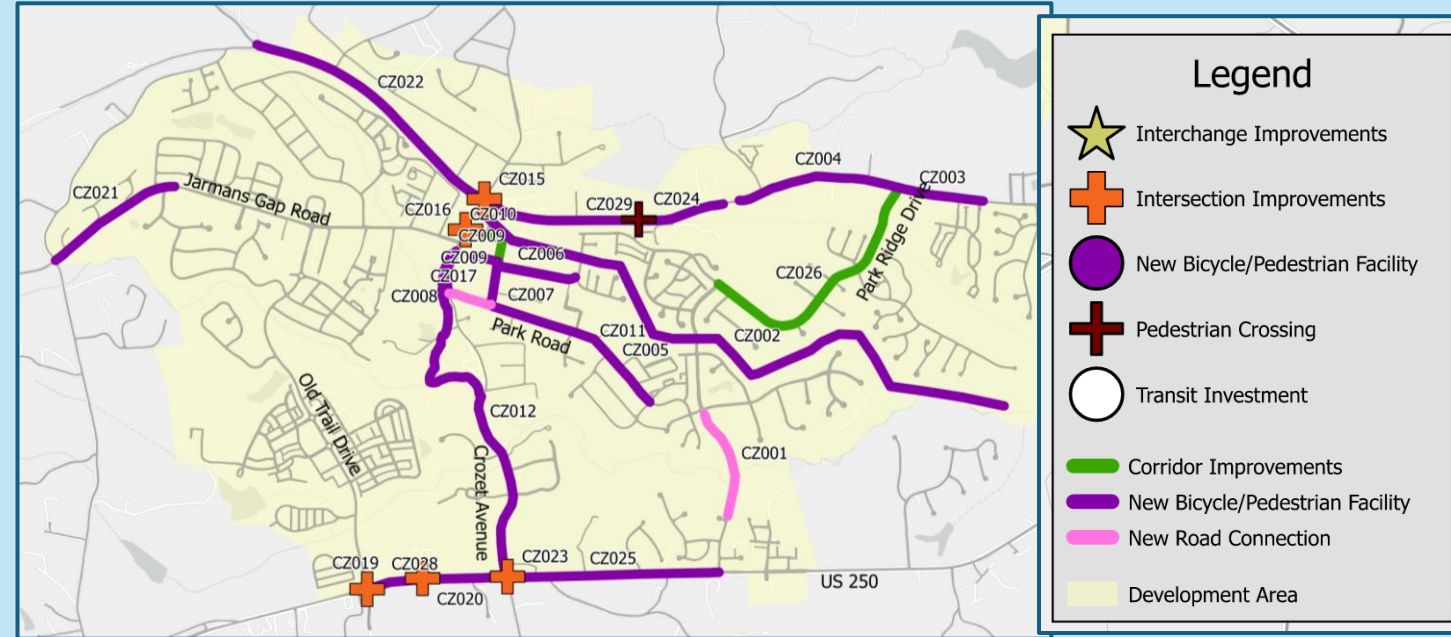 CZ022
CZ004
CZ003
CZ015
CZ021
Jarmans Gap Road
CZ029
CZ024
CZ016
CZ010
CZ009
CZ006
CZ009
CZ017
CZ026
Park Ridge Drive
CZ008
CZ007
Park Road
CZ011
CZ002
CZ005
Old Trail Drive
CZ012
Crozet Avenue
CZ001
CZ019
CZ028
CZ023
CZ025
CZ020
US 250
Legend
Interchange Improvements
Intersection Improvements
New Bicycle/Pedestrian Facility
Pedestrian Crossing
Transit Investment
Corridor Improvements
New Bicycle/Pedestrian Facility
New Road Connection
Development Area